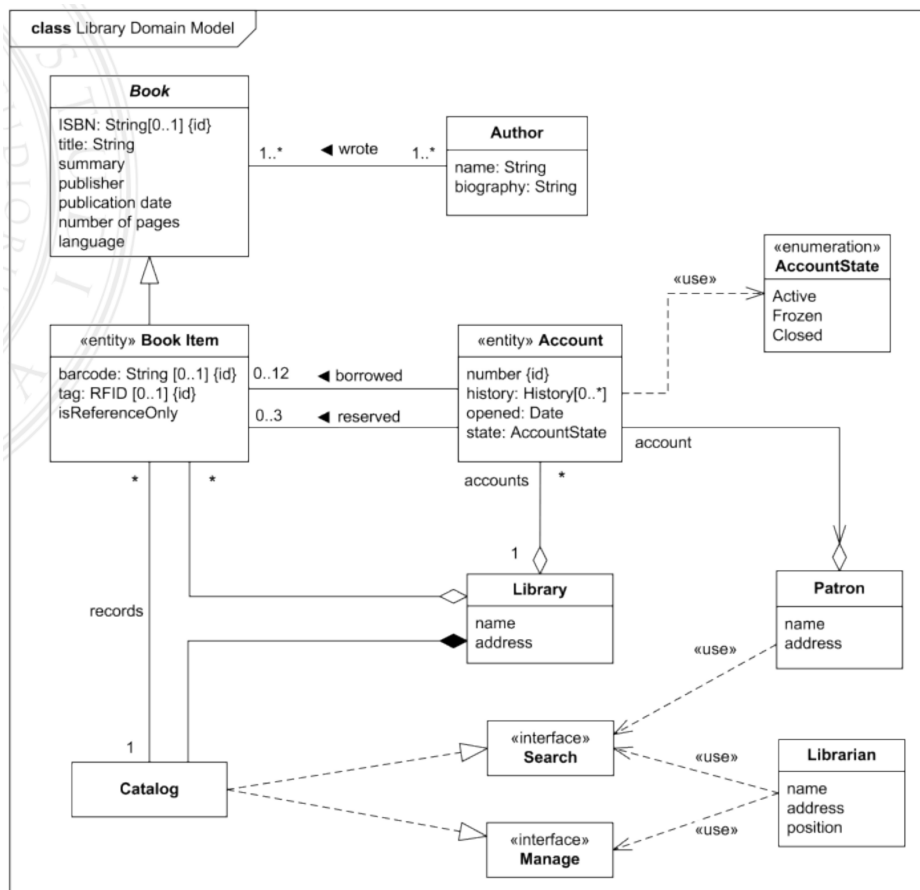 class Library Domain Model
Book
ISBN: String[0..1] {id}
title: String
summary
publisher
publication date
number of pages
language
1..*
◄ wrote
1..*
Author
name: String
biography: String
«enumeration»
AccountState
Active
Frozen
Closed
«use»
«entity» Book Item
barcode: String [0..1] {id}
tag: RFID [0..1] {id}
isReferenceOnly
0..12
◄ borrowed
0..3
◄ reserved
«entity» Account
number {id}
history: History[0..*]
opened: Date
state: AccountState
account
*
*
accounts
*
1
records
Library
name
address
Patron
name
address
«use»
1
Catalog
«interface»
Search
«use»
«use»
«interface»
Manage
Librarian
name
address
position